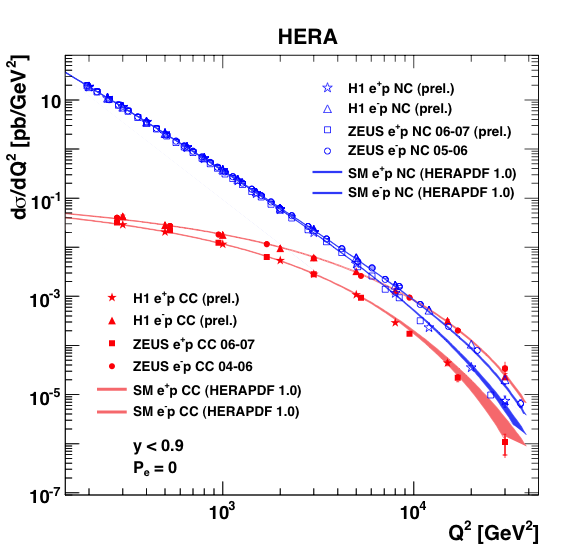 HERA
dσ/dQ² [pb/GeV²]
10
10⁻¹
10⁻³
10⁻⁵
10⁻⁷
H1 e⁺p NC (prel.)
H1 e⁻p NC (prel.)
ZEUS e⁺p NC 06-07 (prel.)
ZEUS e⁻p NC 05-06
SM e⁺p NC (HERAPDF 1.0)
SM e⁻p NC (HERAPDF 1.0)
H1 e⁺p CC (prel.)
H1 e⁻p CC (prel.)
ZEUS e⁺p CC 06-07
ZEUS e⁻p CC 04-06
SM e⁺p CC (HERAPDF 1.0)
SM e⁻p CC (HERAPDF 1.0)
y < 0.9
Pₑ = 0
10³ 10⁴
Q² [GeV²]